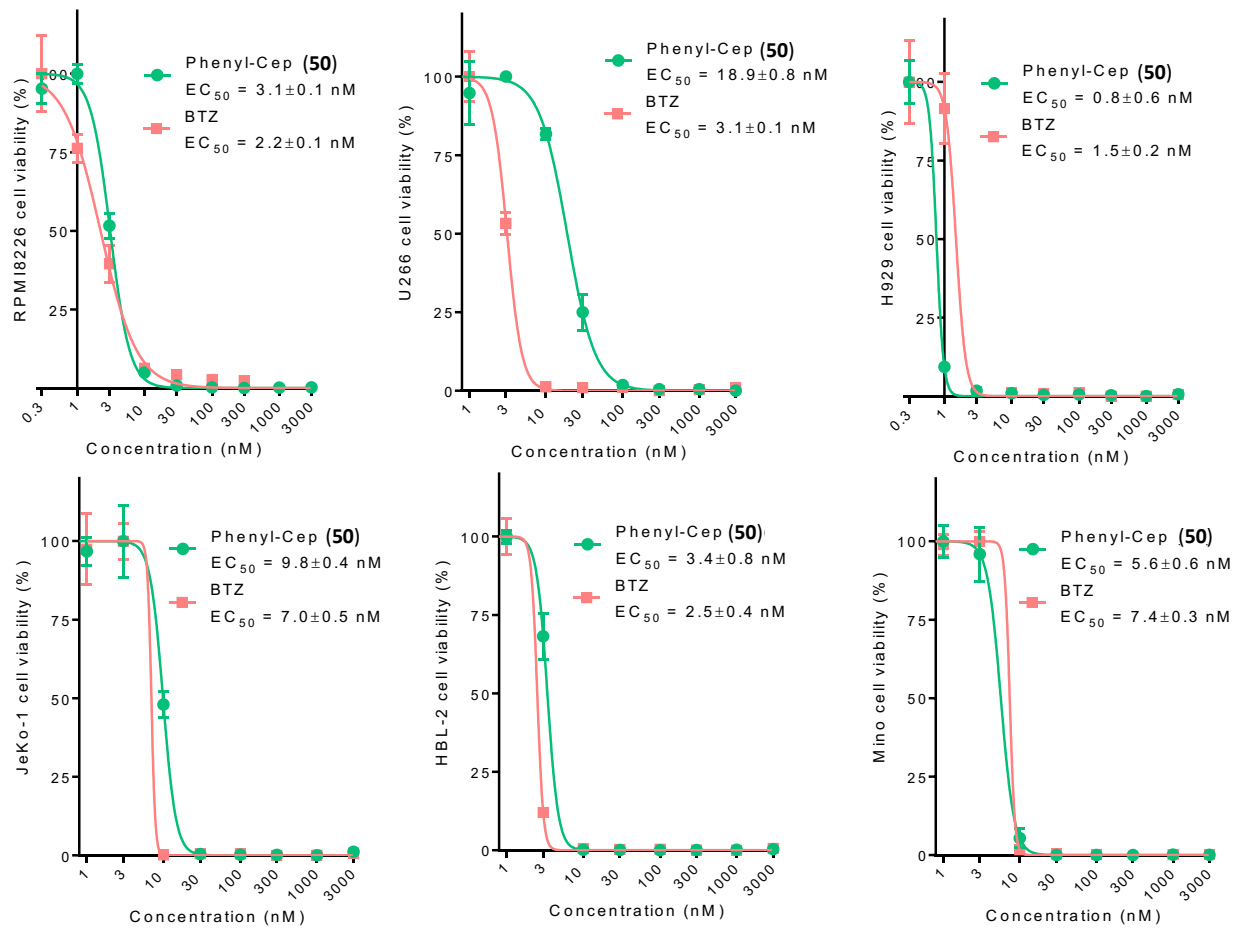 RPMI8226 cell viability (%)
100
75
50
25
0.3
1
3
10
30
100
300
1000
3000
Concentration (nM)
Phenyl-Cep (50)
EC50 = 3.1±0.1 nM
BTZ
EC50 = 2.2±0.1 nM
U266 cell viability (%)
100
75
50
25
0
1
3
10
30
100
300
1000
3000
Concentration (nM)
Phenyl-Cep (50)
EC50 = 18.9±0.8 nM
BTZ
EC50 = 3.1±0.1 nM
H929 cell viability (%)
100
75
50
25
0.3
1
3
10
30
100
300
1000
3000
Concentration (nM)
Phenyl-Cep (50)
EC50 = 0.8±0.6 nM
BTZ
EC50 = 1.5±0.2 nM
JeKo-1 cell viability (%)
100
75
50
25
0
1
3
10
30
100
300
1000
3000
Concentration (nM)
Phenyl-Cep (50)
EC50 = 9.8±0.4 nM
BTZ
EC50 = 7.0±0.5 nM
HBL-2 cell viability (%)
100
75
50
25
0
1
3
10
30
100
300
1000
3000
Concentration (nM)
Phenyl-Cep (50)
EC50 = 3.4±0.8 nM
BTZ
EC50 = 2.5±0.4 nM
Mino cell viability (%)
100
75
50
25
0
1
3
10
30
100
300
1000
3000
Concentration (nM)
Phenyl-Cep (50)
EC50 = 5.6±0.6 nM
BTZ
EC50 = 7.4±0.3 nM